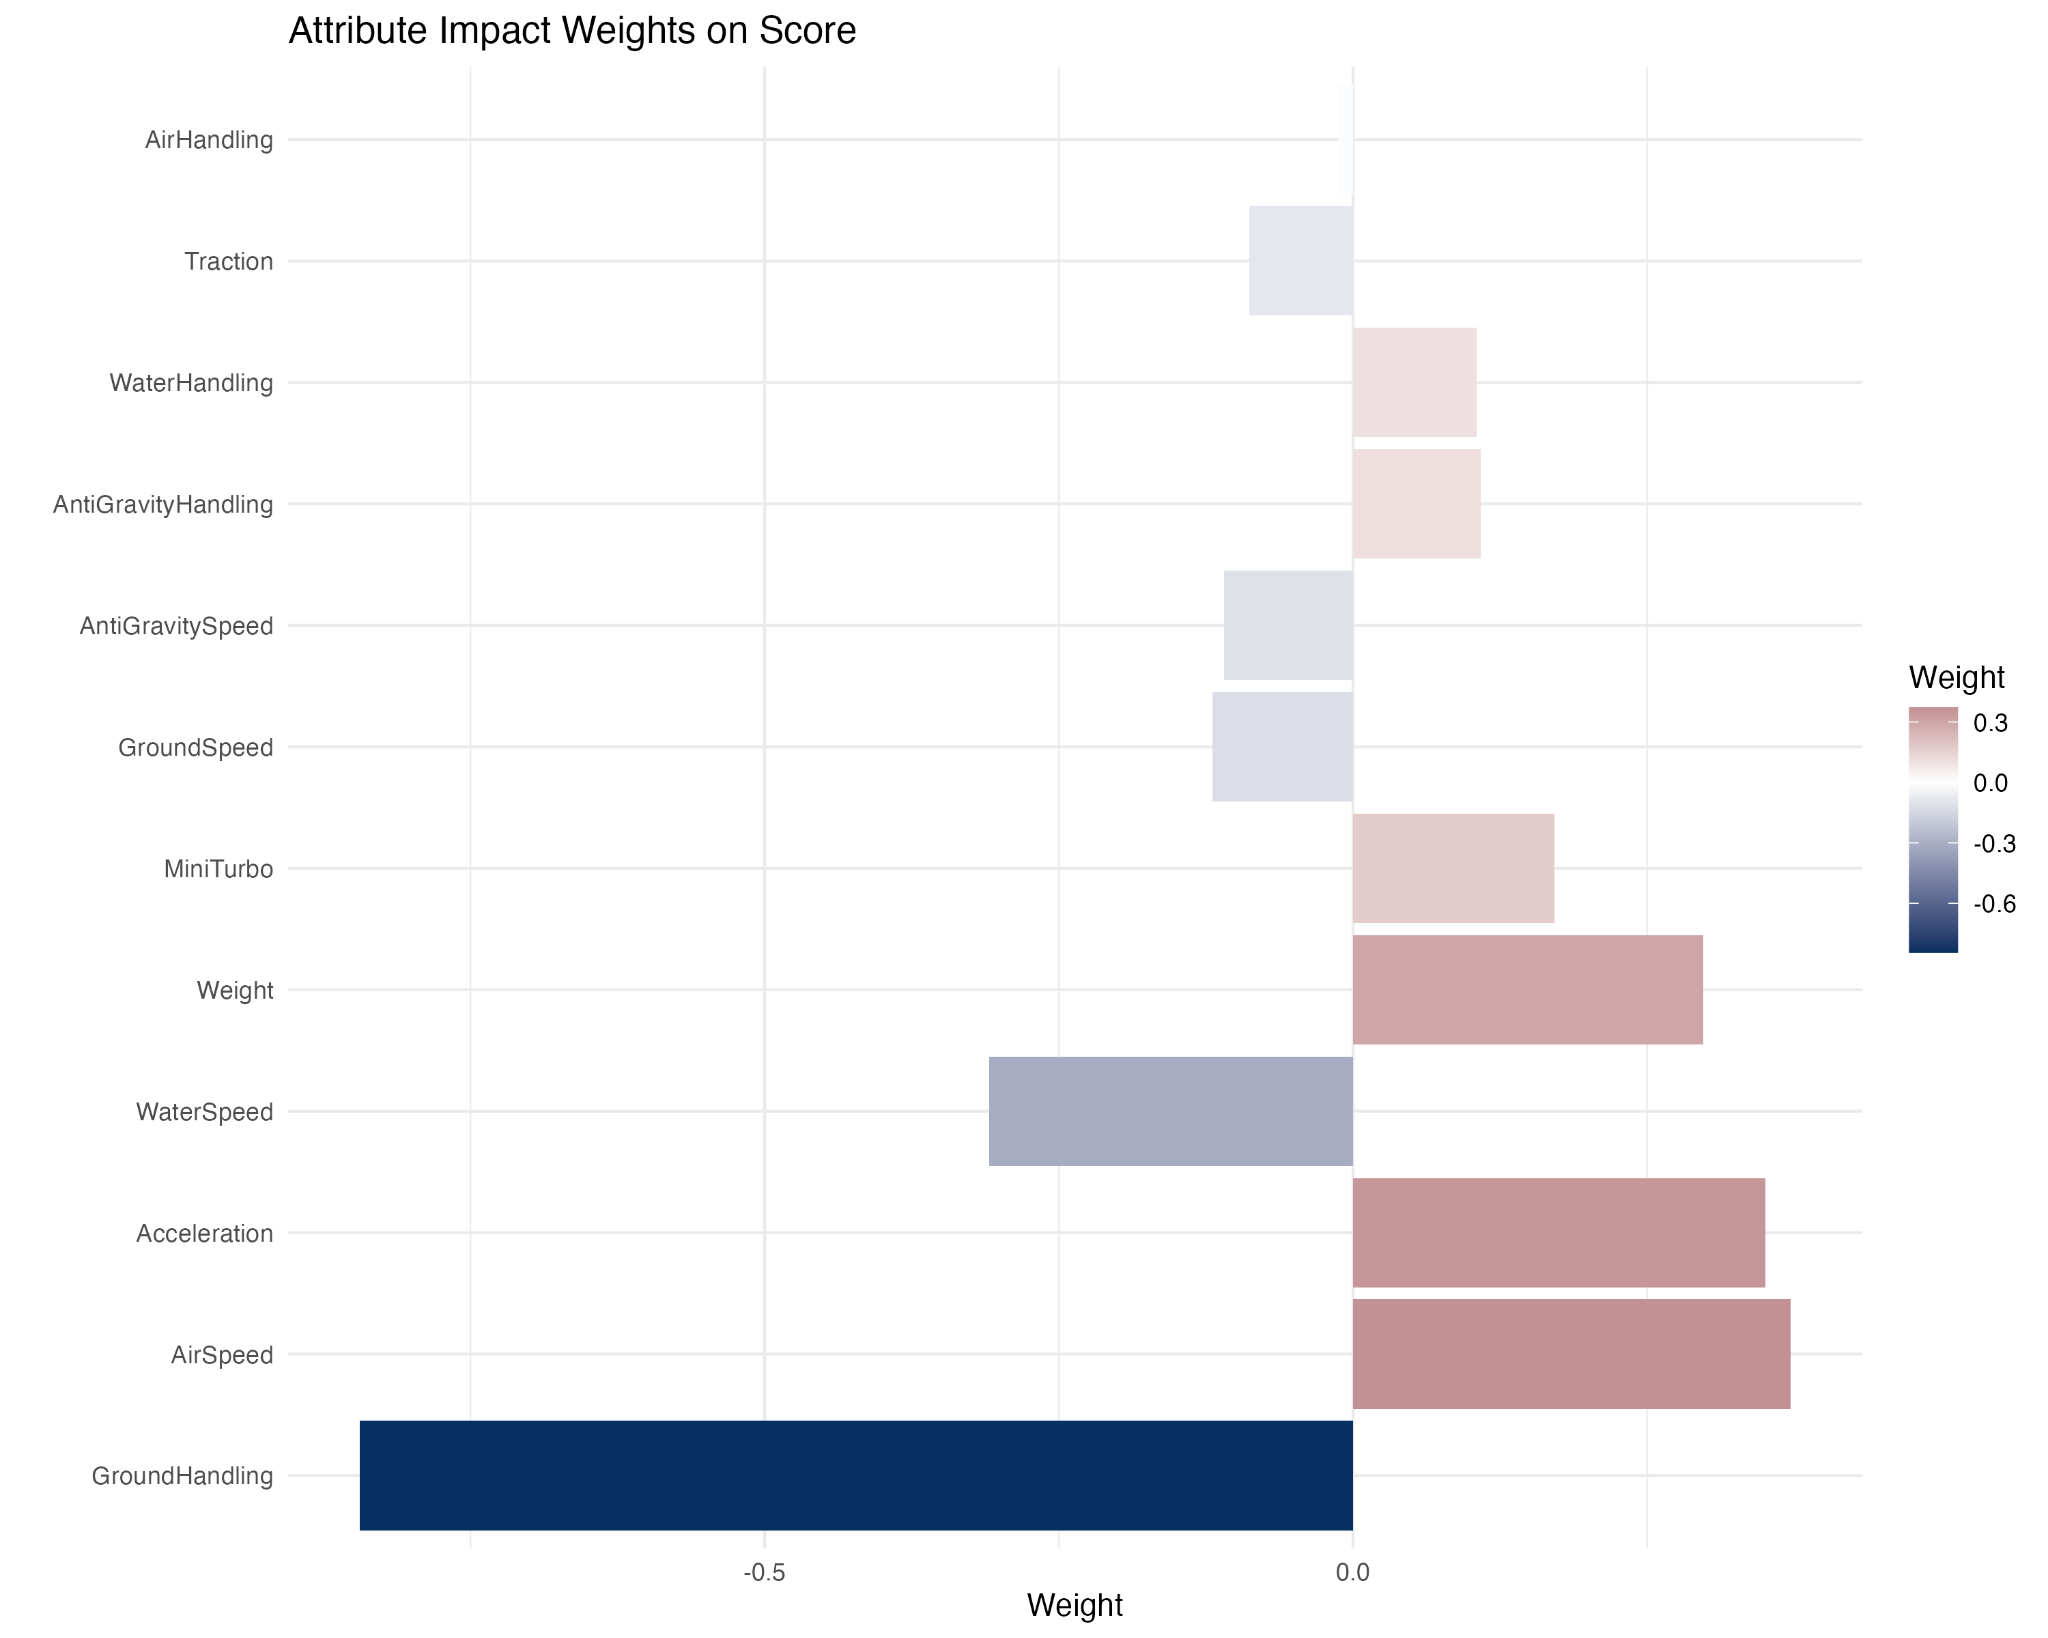 Attribute Impact Weights on Score
AirHandling
Traction
WaterHandling
AntiGravityHandling
AntiGravitySpeed
GroundSpeed
MiniTurbo
Weight
WaterSpeed
Acceleration
AirSpeed
GroundHandling
-0.5
0.0
Weight
Weight
0.3
0.0
-0.3
-0.6